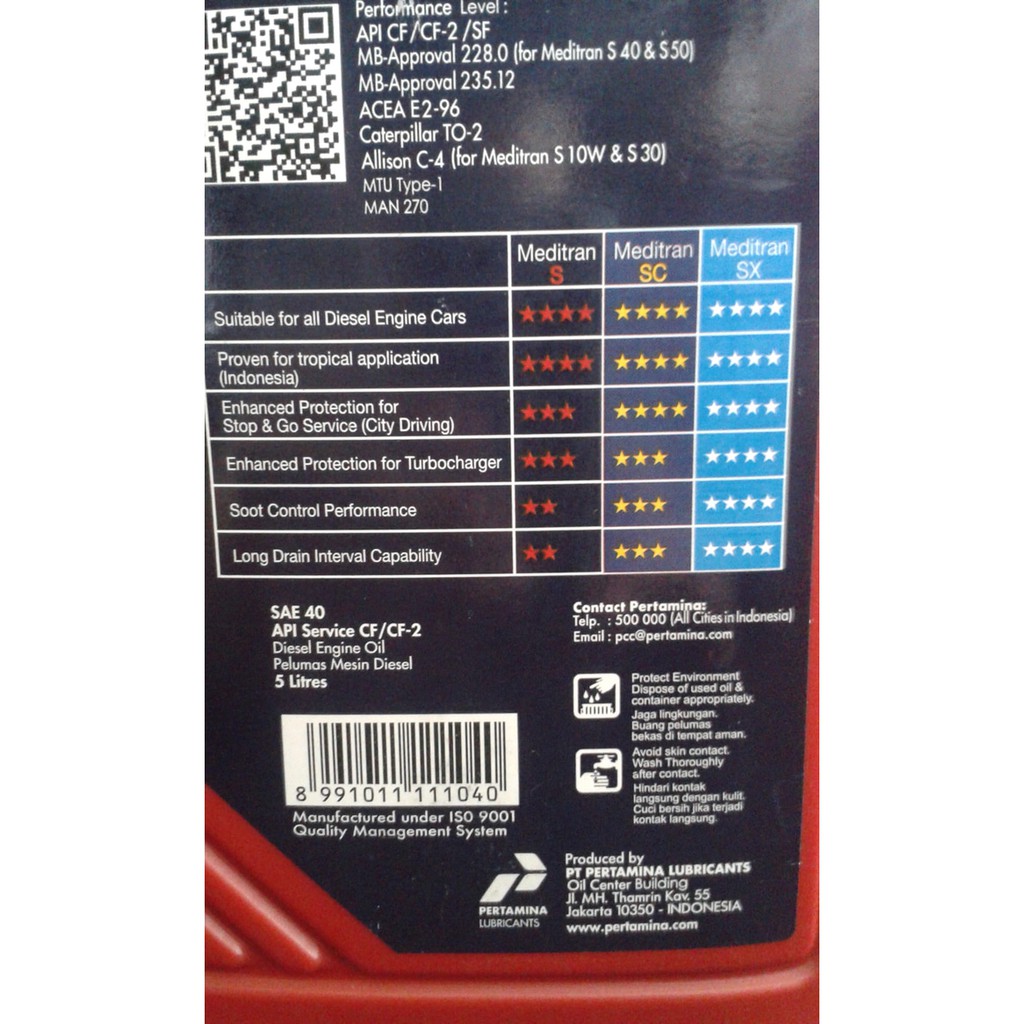 Performance Level :
API CF/CF-2 /SF
MB-Approval 228.0 (for Meditran S 40 & S 50)
MB-Approval 235.12
ACEA E2-96
Caterpillar TO-2
Allison C-4 (for Meditran S 10W & S 30)
MTU Type-1
MAN 270
Meditran S
Meditran SC
Meditran SX
Suitable for all Diesel Engine Cars ★★★★ ★★★★ ★★★★
Proven for tropical application
(Indonesia) ★★★★ ★★★★ ★★★★
Enhanced Protection for
Stop & Go Service (City Driving) ★★★ ★★★★ ★★★★
Enhanced Protection for Turbocharger ★★★ ★★★ ★★★★
Soot Control Performance ★★ ★★★ ★★★★
Long Drain Interval Capability ★★ ★★★ ★★★★
SAE 40
API Service CF/CF-2
Diesel Engine Oil
Pelumas Mesin Diesel
5 Litres
Contact Pertamina:
Telp. : 500 000 (All Cities in Indonesia)
Email : pcc@pertamina.com
Protect Environment
Dispose of used oil &
container appropriately.
Jaga lingkungan.
Buang pelumas
bekas di tempat aman.
Avoid skin contact.
Wash Thoroughly
after contact.
Hindari kontak
langsung dengan kulit.
Cuci bersih jika terjadi
kontak langsung.
8 991011 111040
Manufactured under ISO 9001
Quality Management System
PERTAMINA
LUBRICANTS
Produced by
PT PERTAMINA LUBRICANTS
Oil Center Building
Jl. MH. Thamrin Kav. 55
Jakarta 10350 - INDONESIA
www.pertamina.com